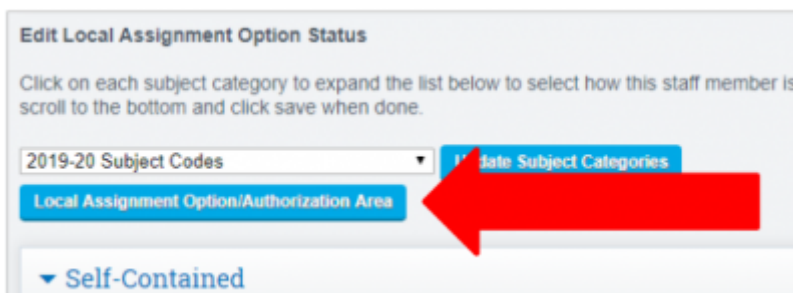 Edit Local Assignment Option Status
Click on each subject category to expand the list below to select how this staff member is
scroll to the bottom and click save when done.
2019-20 Subject Codes
Subject Categories
Local Assignment Option/Authorization Area
Self-Contained